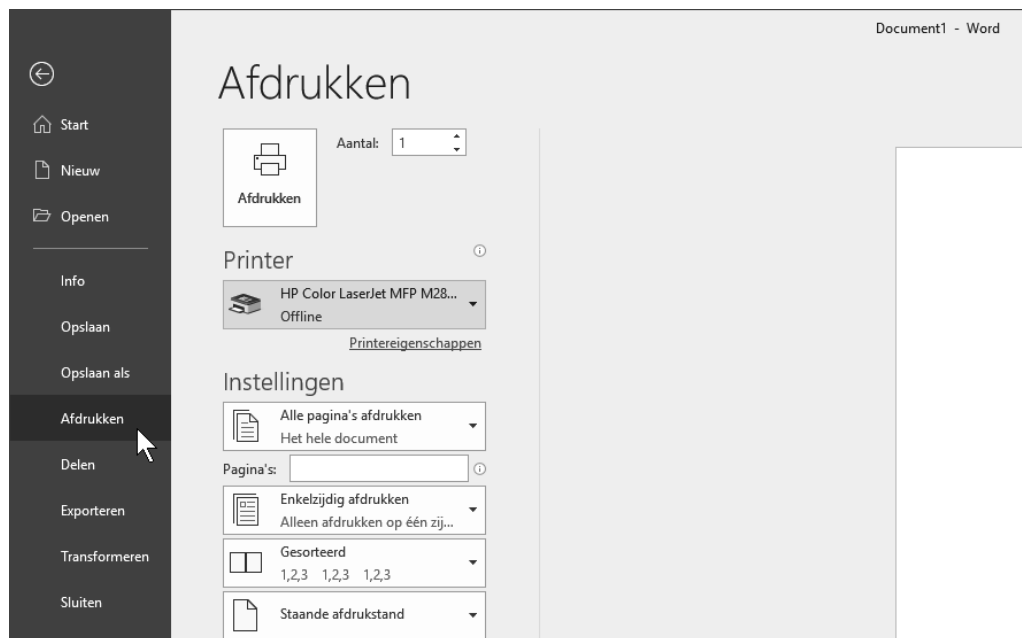 Document1 - Word
Start
Nieuw
Openen
Info
Opslaan
Opslaan als
Afdrukken
Delen
Exporteren
Transformeren
Sluiten
Afdrukken
Afdrukken
Aantal: 1
Printer
HP Color LaserJet MFP M28...
Offline
Printereigenschappen
Instellingen
Alle pagina's afdrukken
Het hele document
Pagina's:
Enkelzijdig afdrukken
Alleen afdrukken op één zij...
Gesorteerd
1,2,3 1,2,3 1,2,3
Staande afdrukstand